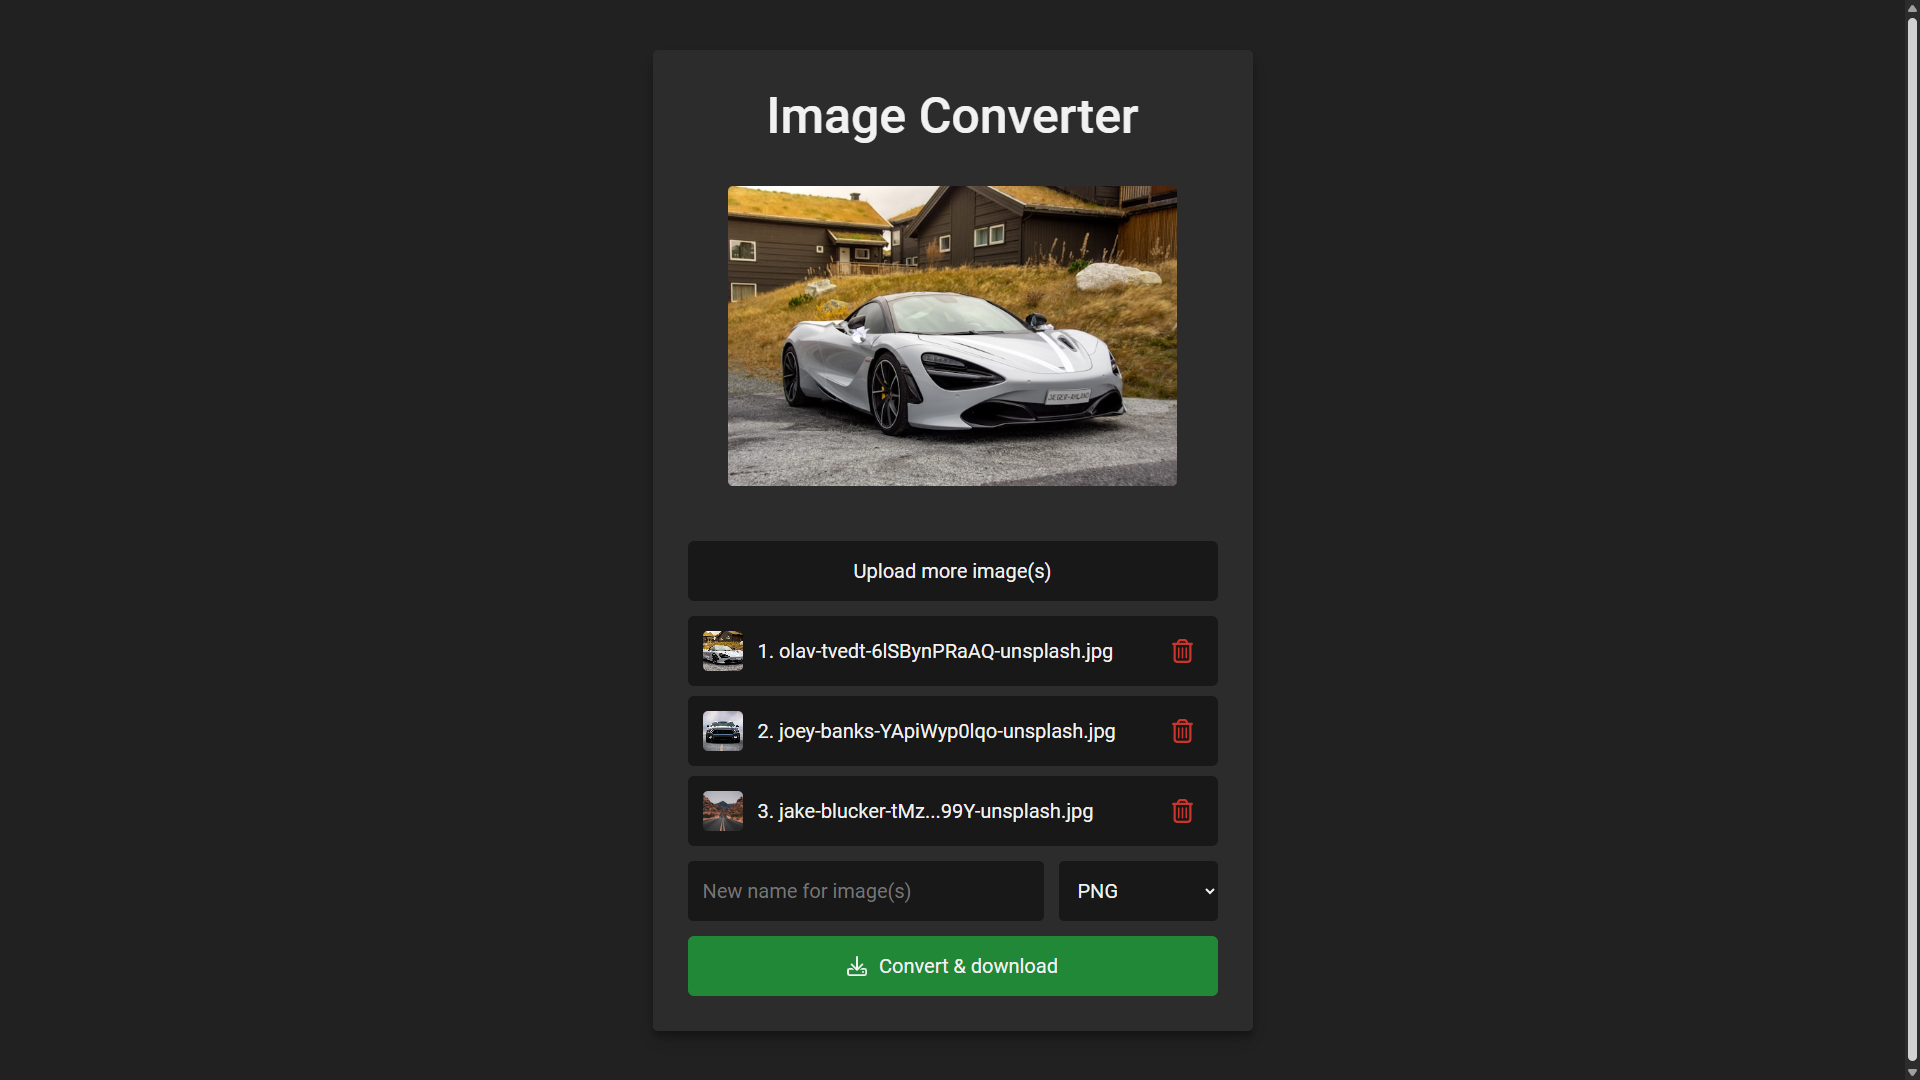 Image Converter
Upload more image(s)
1. olav-tvedt-6lSBynPRaAQ-unsplash.jpg
2. joey-banks-YApiWyp0lqo-unsplash.jpg
3. jake-blucker-tMz...99Y-unsplash.jpg
New name for image(s)
PNG
Convert & download